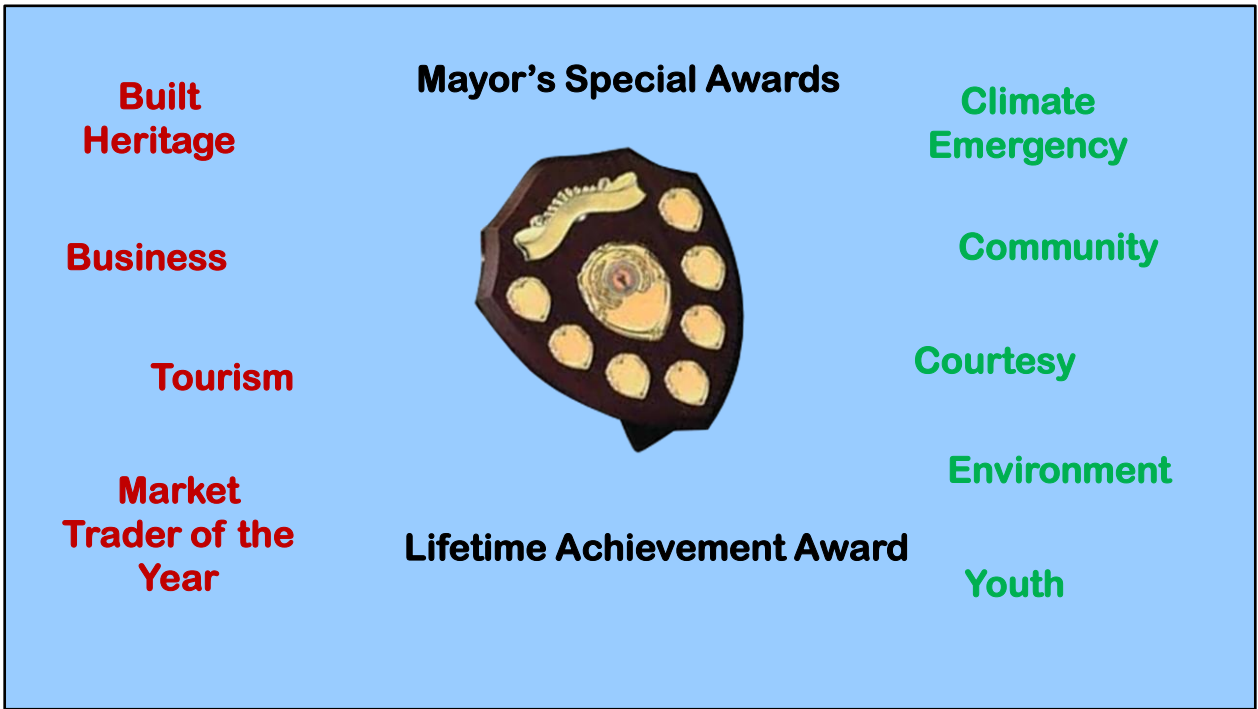 Mayor's Special Awards
Built
Heritage
Business
Tourism
Market
Trader of the
Year
Lifetime Achievement Award
Climate
Emergency
Community
Courtesy
Environment
Youth